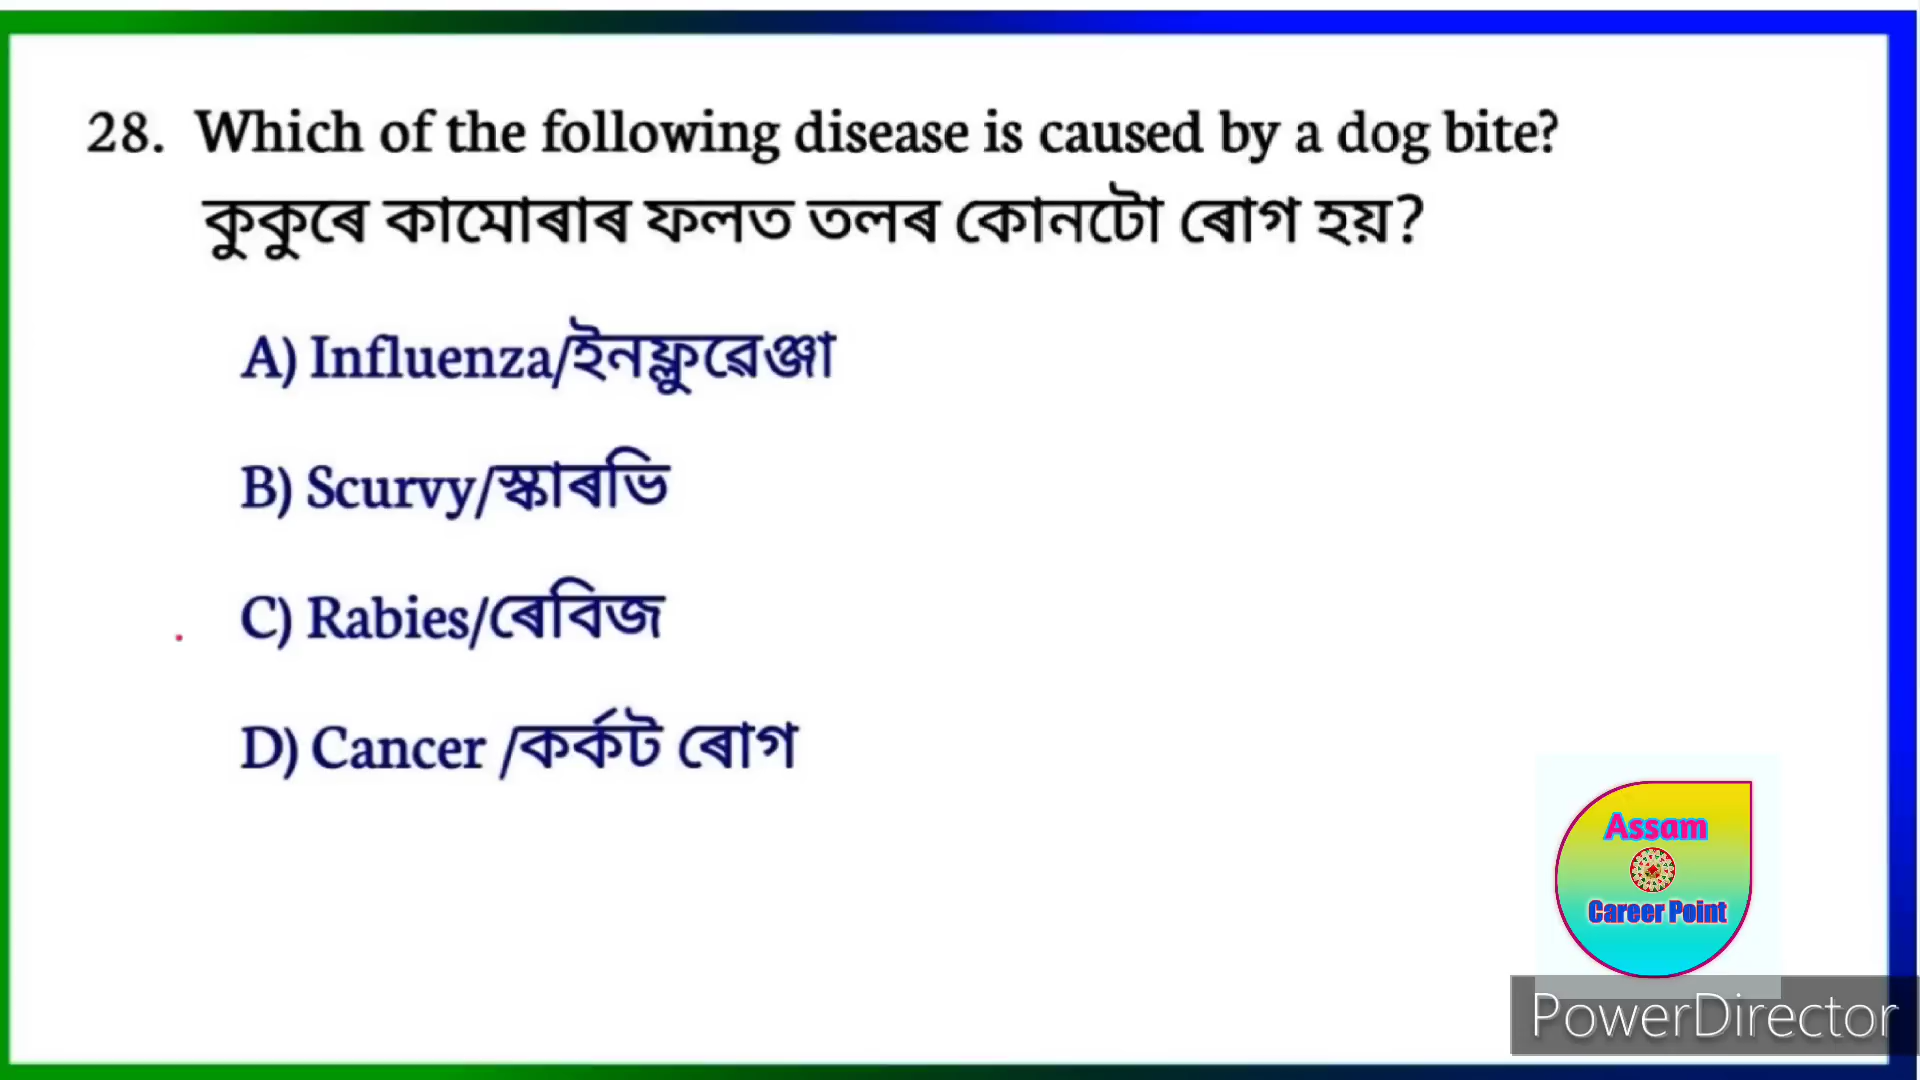 28. Which of the following disease is caused by a dog bite?
কুকুৰে কামোৰাৰ ফলত তলৰ কোনটো ৰোগ হয়?
A) Influenza/ইনফ্লুৱেঞ্জা
B) Scurvy/স্কাৰভি
C) Rabies/ৰেবিজ
D) Cancer /কৰ্কট ৰোগ
Assam
Career Point
PowerDirector